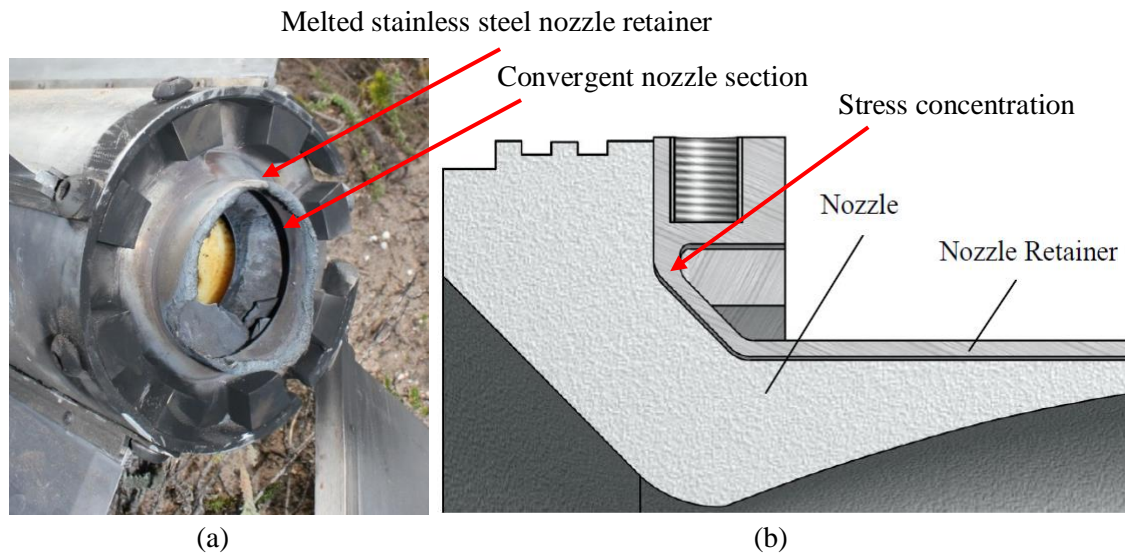 Melted stainless steel nozzle retainer
Convergent nozzle section
Stress concentration
Nozzle
Nozzle Retainer
(a)
(b)